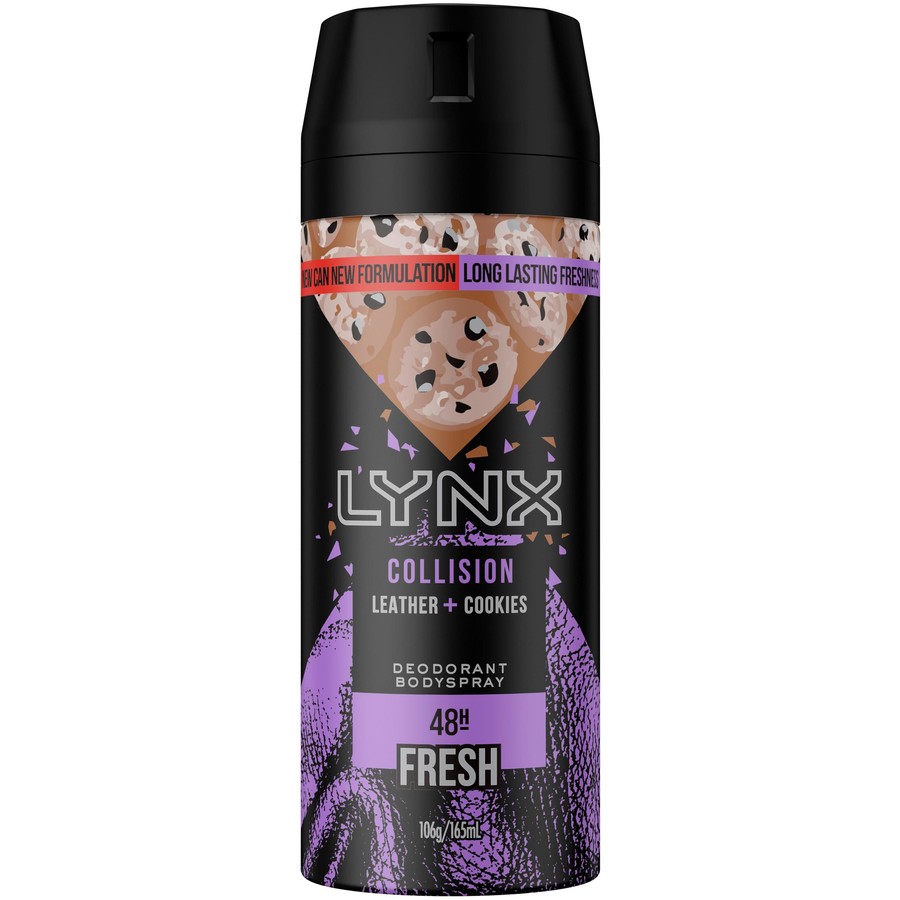 NEW CAN NEW FORMULATION LONG LASTING FRESHNESS
LYNX
COLLISION
LEATHER + COOKIES
DEODORANT
BODYSPRAY
48H
FRESH
106g/165mL